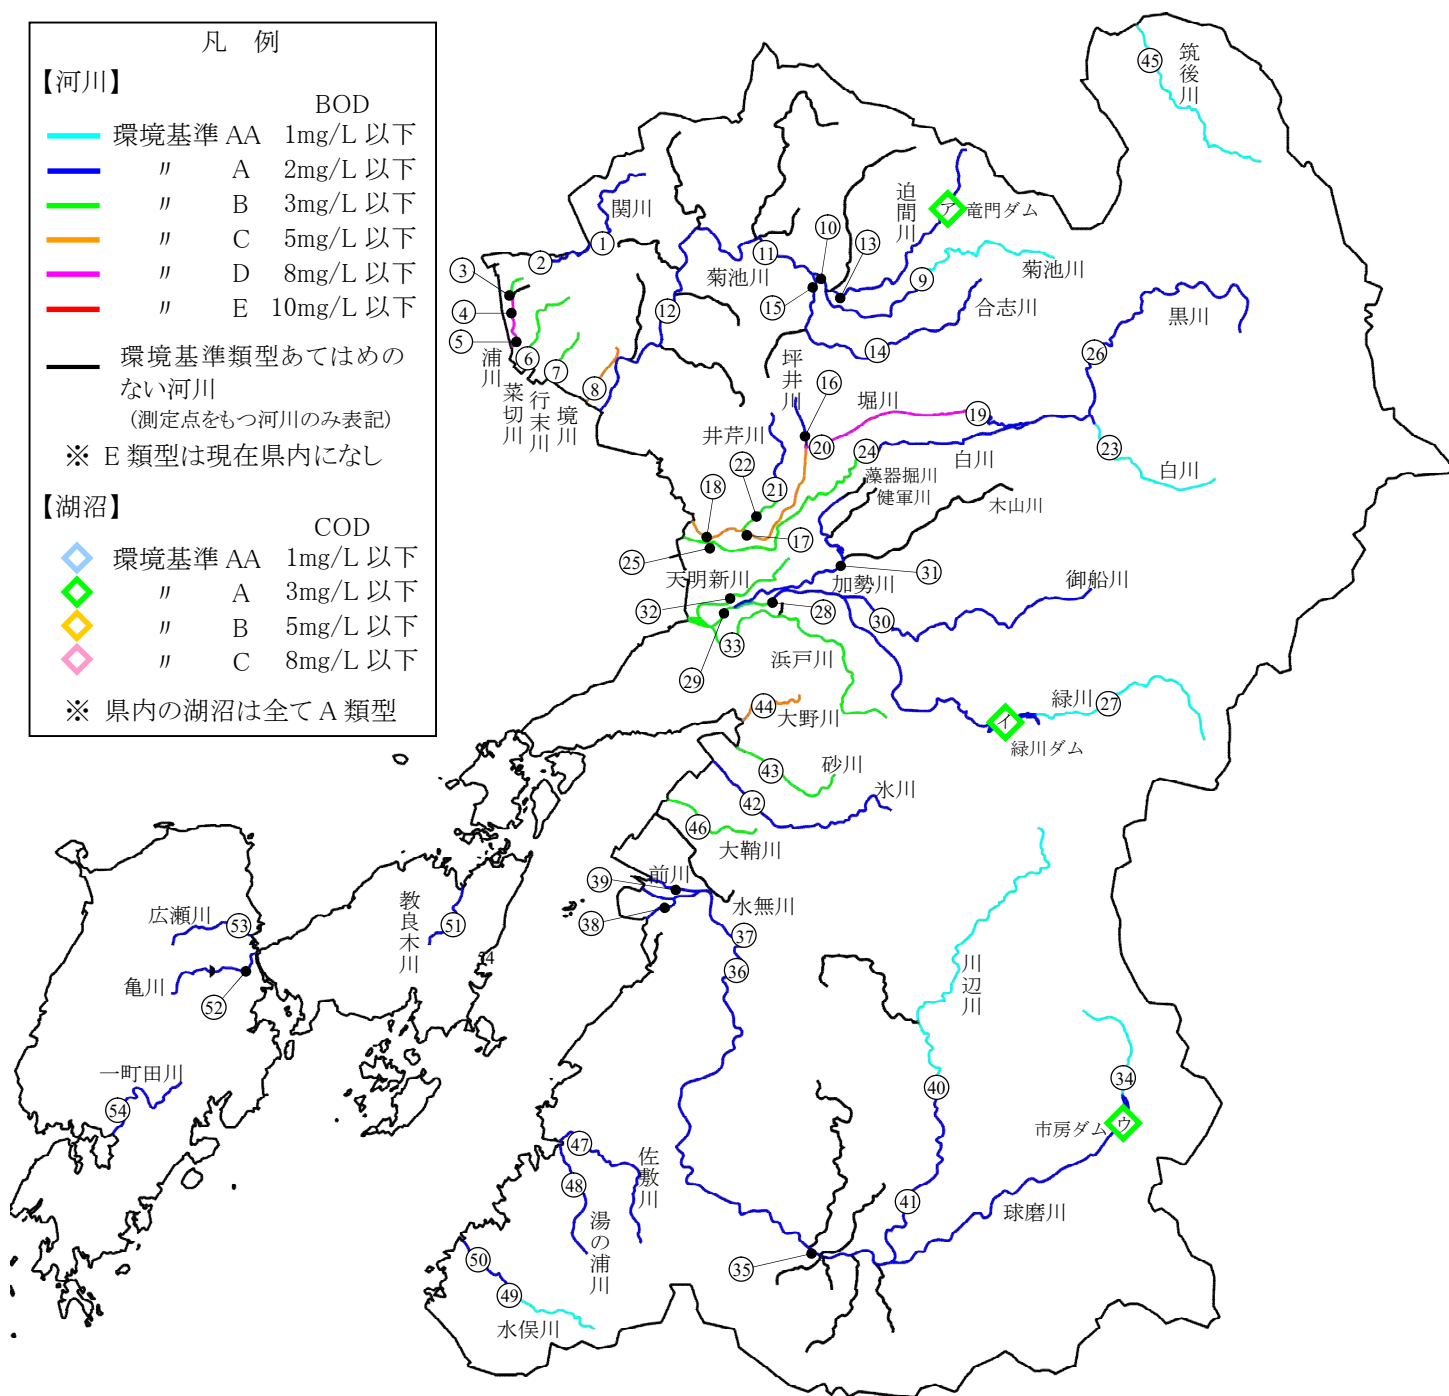 凡 例
【河川】
BOD
環境基準 AA 1mg/L 以下
〃 A 2mg/L 以下
〃 B 3mg/L 以下
〃 C 5mg/L 以下
〃 D 8mg/L 以下
〃 E 10mg/L 以下
環境基準類型あてはめの
ない河川
(測定点をもつ河川のみ表記)
※ E 類型は現在県内になし
【湖沼】
COD
環境基準 AA 1mg/L 以下
〃 A 3mg/L 以下
〃 B 5mg/L 以下
〃 C 8mg/L 以下
※ 県内の湖沼は全て A 類型
㊺
筑後川
関川
①
②
③
④
⑤
⑥
⑦
⑧
浦川
菜切川
行末川
境川
⑩
⑬
迫間川
ア
竜門ダム
⑪
菊池川
⑨
菊池川
⑮
合志川
⑫
⑭
黒川
㉖
坪井川
⑯
堀川
⑲
⑳
井芹川
㉔
白川
㉓
白川
㉒
㉑
藻器堀川
健軍川
木山川
⑱
⑰
㉕
㉛
天明新川
加勢川
御船川
㉜
㉘
㉚
㉝
㉙
浜戸川
㊹
大野川
緑川
㉗
イ
緑川ダム
㊸
砂川
㊷
氷川
㊻
大鞘川
前川
㊴
㊳
水無川
㊲
㊱
教良木川
51
54
広瀬川
53
亀川
52
一町田川
54
川辺川
㊵
㉞
市房ダム
ウ
㊶
球磨川
㉟
㊼
佐敷川
㊽
湯の浦川
㊿
㊾
水俣川